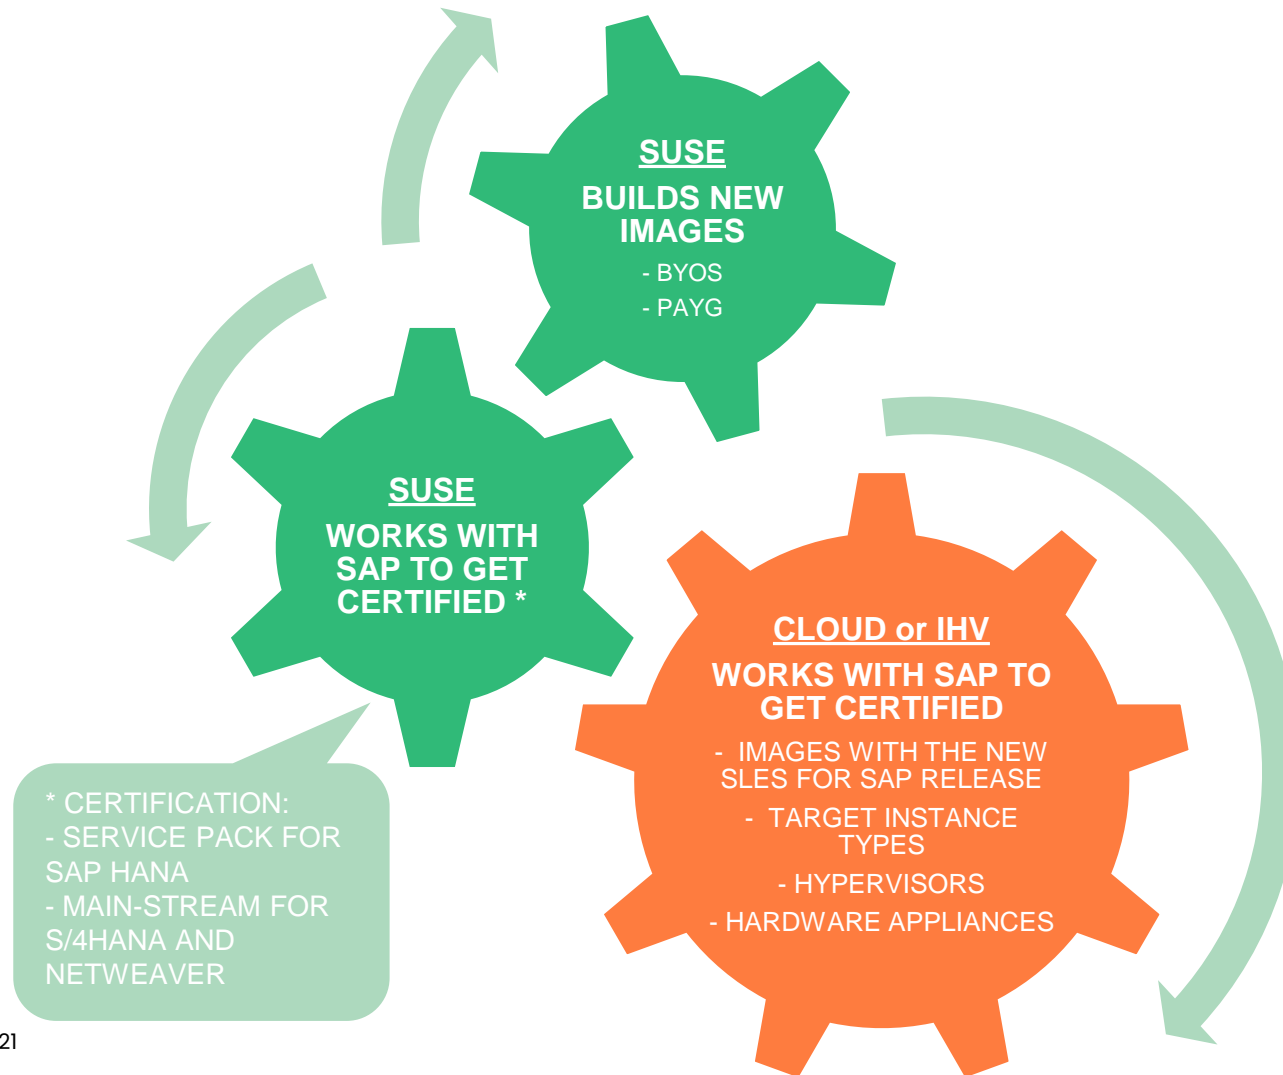 SUSE
BUILDS NEW
IMAGES
- BYOS
- PAYG
SUSE
WORKS WITH
SAP TO GET
CERTIFIED *
CLOUD or IHV
WORKS WITH SAP TO
GET CERTIFIED
- IMAGES WITH THE NEW
SLES FOR SAP RELEASE
- TARGET INSTANCE
TYPES
- HYPERVISORS
- HARDWARE APPLIANCES
* CERTIFICATION:
- SERVICE PACK FOR
SAP HANA
- MAIN-STREAM FOR
S/4HANA AND
NETWEAVER
21